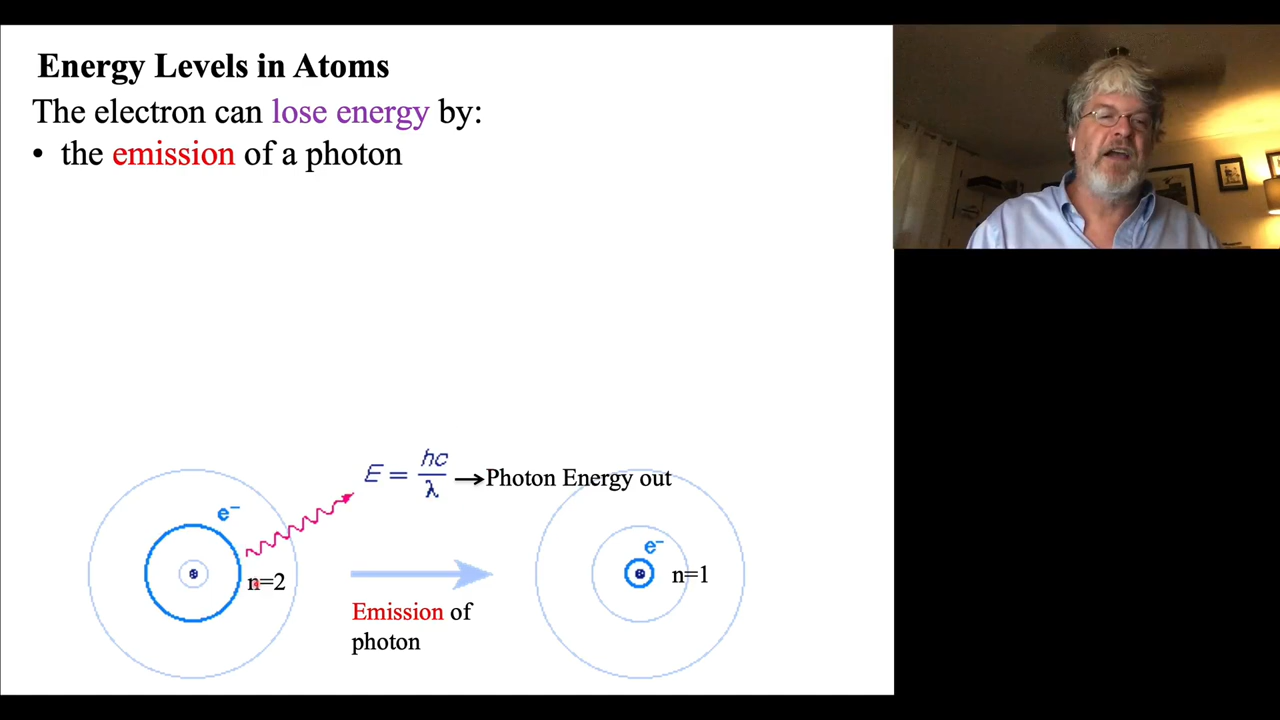 Energy Levels in Atoms
The electron can lose energy by:
• the emission of a photon
E = hc/λ → Photon Energy out
e⁻
e⁻
n=2
n=1
Emission of
photon